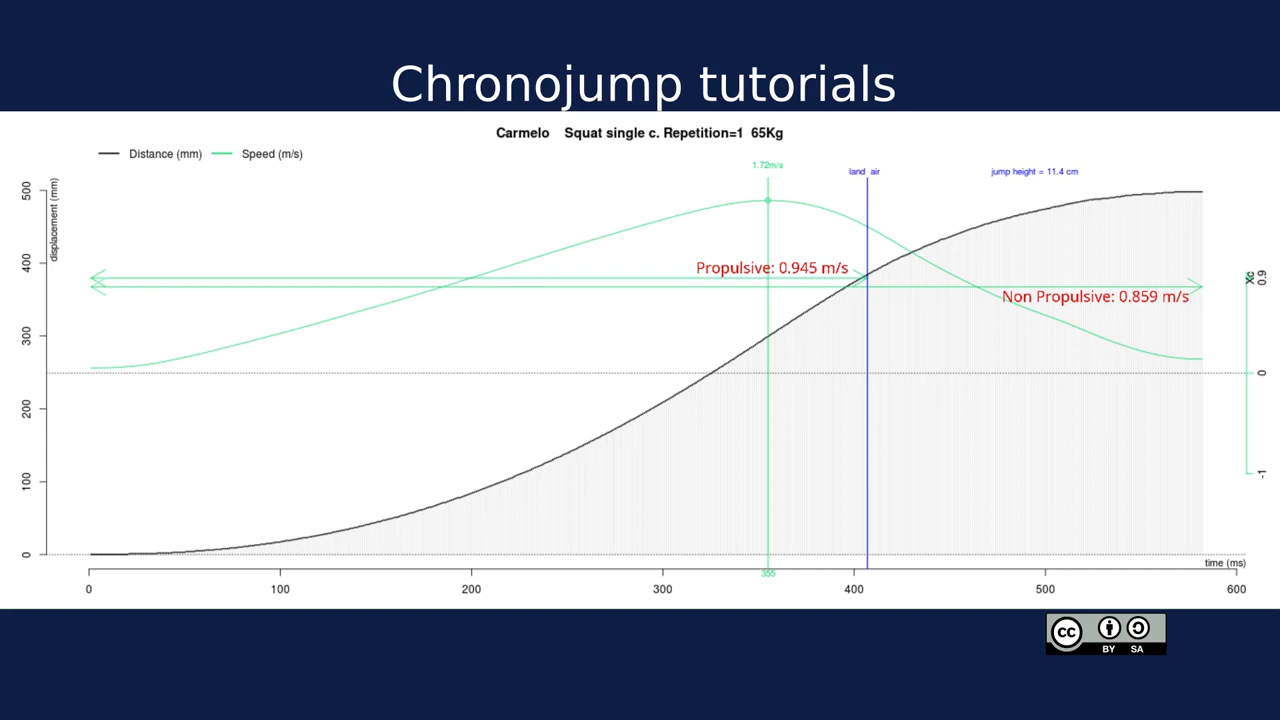 Chronojump tutorials
Carmelo Squat single c. Repetition=1 65Kg
Distance (mm) Speed (m/s)
1.72m/s
land air
jump height = 11.4 cm
displacement (mm)
500
400
300
200
100
0
Propulsive: 0.945 m/s
Non Propulsive: 0.859 m/s
0.9
0
-1
time (ms)
355
0 100 200 300 400 500 600
cc
BY SA